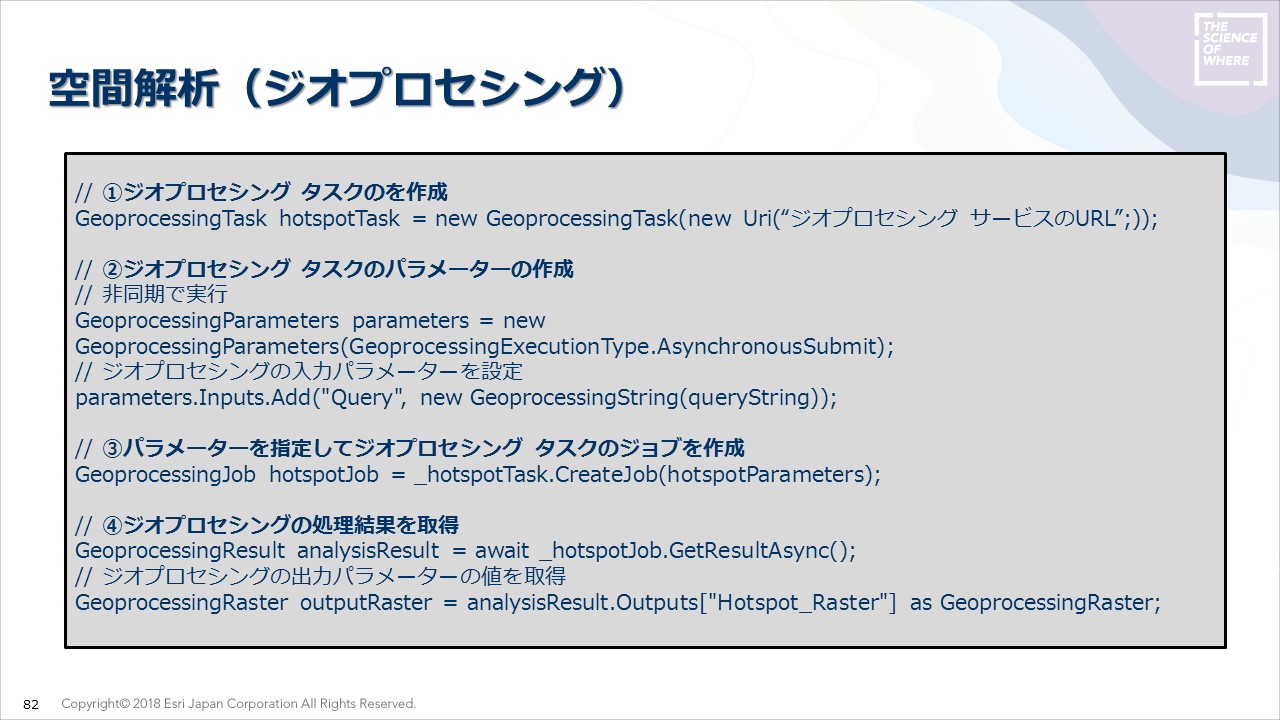 THE
SCIENCE
OF
WHERE
空間解析（ジオプロセシング）
// ①ジオプロセシング タスクのを作成
GeoprocessingTask hotspotTask = new GeoprocessingTask(new Uri(“ジオプロセシング サービスのURL”;));
// ②ジオプロセシング タスクのパラメーターの作成
// 非同期で実行
GeoprocessingParameters parameters = new
GeoprocessingParameters(GeoprocessingExecutionType.AsynchronousSubmit);
// ジオプロセシングの入力パラメーターを設定
parameters.Inputs.Add("Query", new GeoprocessingString(queryString));
// ③パラメーターを指定してジオプロセシング タスクのジョブを作成
GeoprocessingJob hotspotJob = _hotspotTask.CreateJob(hotspotParameters);
// ④ジオプロセシングの処理結果を取得
GeoprocessingResult analysisResult = await _hotspotJob.GetResultAsync();
// ジオプロセシングの出力パラメーターの値を取得
GeoprocessingRaster outputRaster = analysisResult.Outputs["Hotspot_Raster"] as GeoprocessingRaster;
82 Copyright© 2018 Esri Japan Corporation All Rights Reserved.